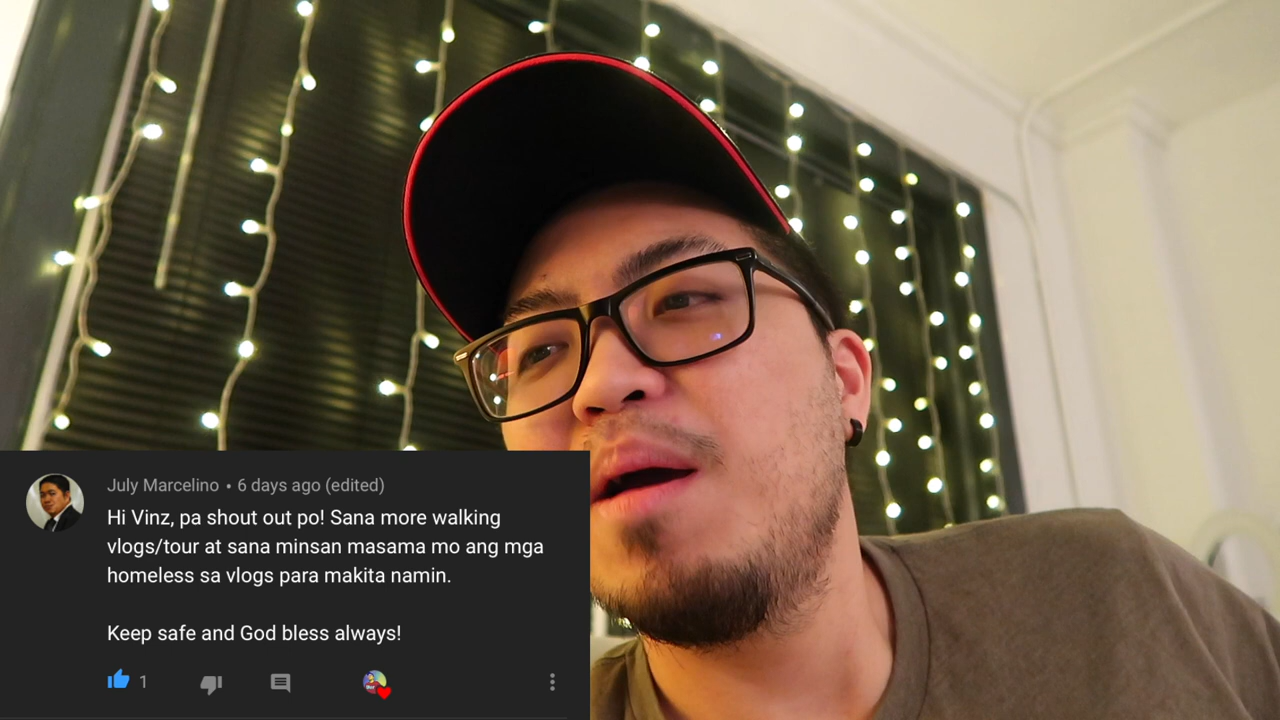 July Marcelino • 6 days ago (edited)
Hi Vinz, pa shout out po! Sana more walking
vlogs/tour at sana minsan masama mo ang mga
homeless sa vlogs para makita namin.
Keep safe and God bless always!
1